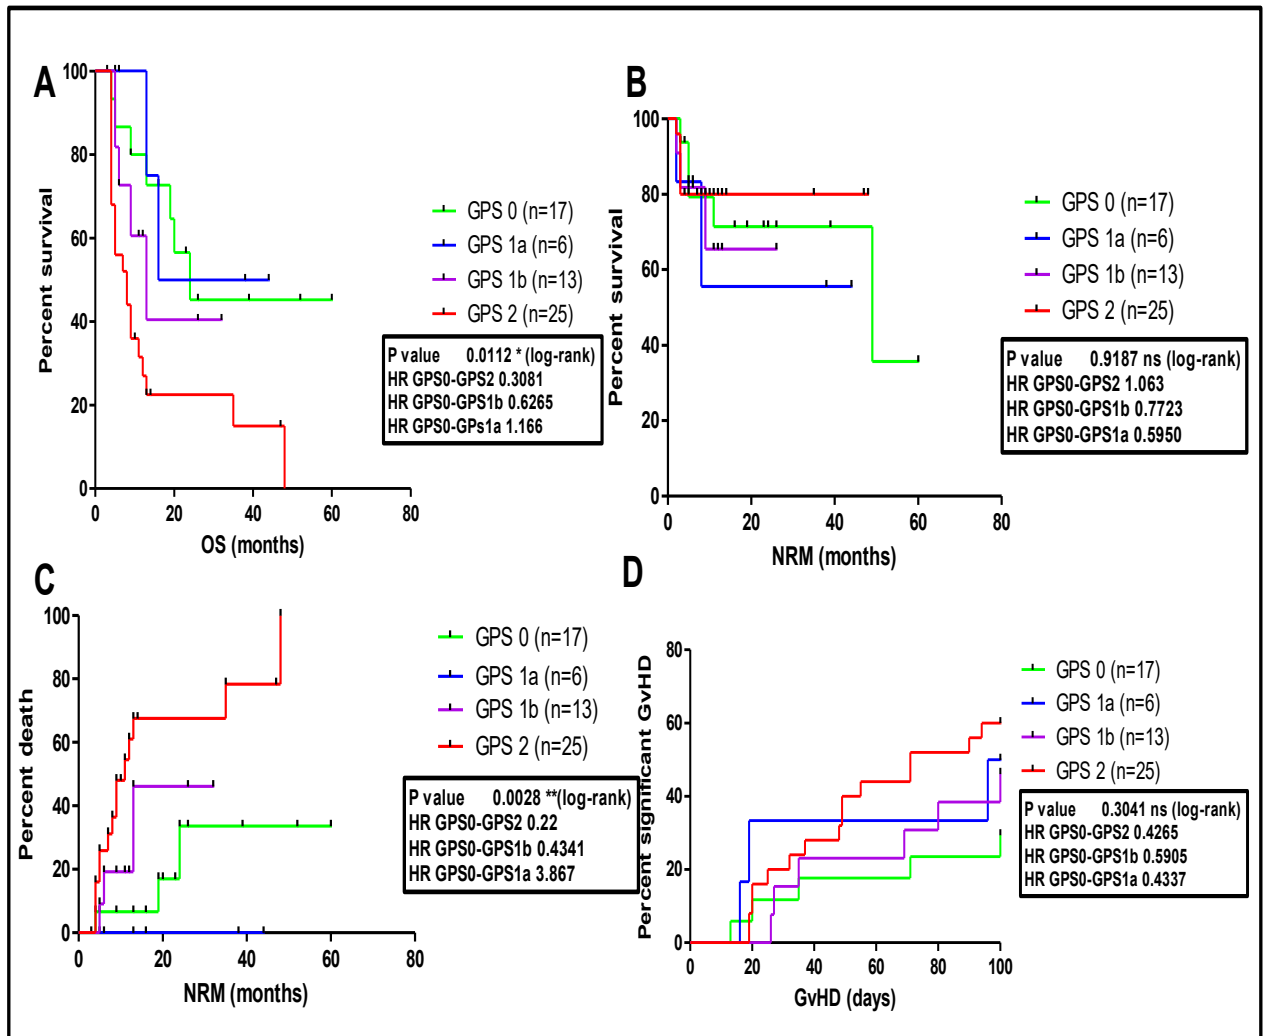 A
100
80
60
40
20
0
0 20 40 60 80
Percent survival
OS (months)
GPS 0 (n=17)
GPS 1a (n=6)
GPS 1b (n=13)
GPS 2 (n=25)
P value 0.0112 * (log-rank)
HR GPS0-GPS2 0.3081
HR GPS0-GPS1b 0.6265
HR GPS0-GPs1a 1.166
B
100
80
60
40
20
0
0 20 40 60 80
Percent survival
NRM (months)
GPS 0 (n=17)
GPS 1a (n=6)
GPS 1b (n=13)
GPS 2 (n=25)
P value 0.9187 ns (log-rank)
HR GPS0-GPS2 1.063
HR GPS0-GPS1b 0.7723
HR GPS0-GPS1a 0.5950
C
100
80
60
40
20
0
0 20 40 60 80
Percent death
NRM (months)
GPS 0 (n=17)
GPS 1a (n=6)
GPS 1b (n=13)
GPS 2 (n=25)
P value 0.0028 **(log-rank)
HR GPS0-GPS2 0.22
HR GPS0-GPS1b 0.4341
HR GPS0-GPS1a 3.867
D
80
60
40
20
0
0 20 40 60 80 100
Percent significant GvHD
GvHD (days)
GPS 0 (n=17)
GPS 1a (n=6)
GPS 1b (n=13)
GPS 2 (n=25)
P value 0.3041 ns (log-rank)
HR GPS0-GPS2 0.4265
HR GPS0-GPS1b 0.5905
HR GPS0-GPS1a 0.4337